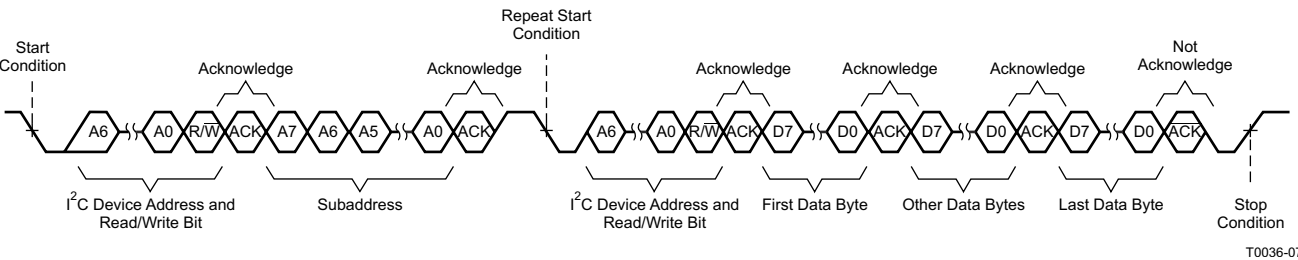 Repeat Start
Condition
Start
Condition
Acknowledge
Acknowledge
Acknowledge
Acknowledge
Acknowledge
Not
Acknowledge
A6 A0 R/W̅ ACK A7 A6 A5 A0 ACK A6 A0 R/W̅ ACK D7 D0 ACK D7 D0 ACK D7 D0 A̅C̅K̅
I²C Device Address and
Read/Write Bit
Subaddress
I²C Device Address and
Read/Write Bit
First Data Byte
Other Data Bytes
Last Data Byte
Stop
Condition
T0036-07